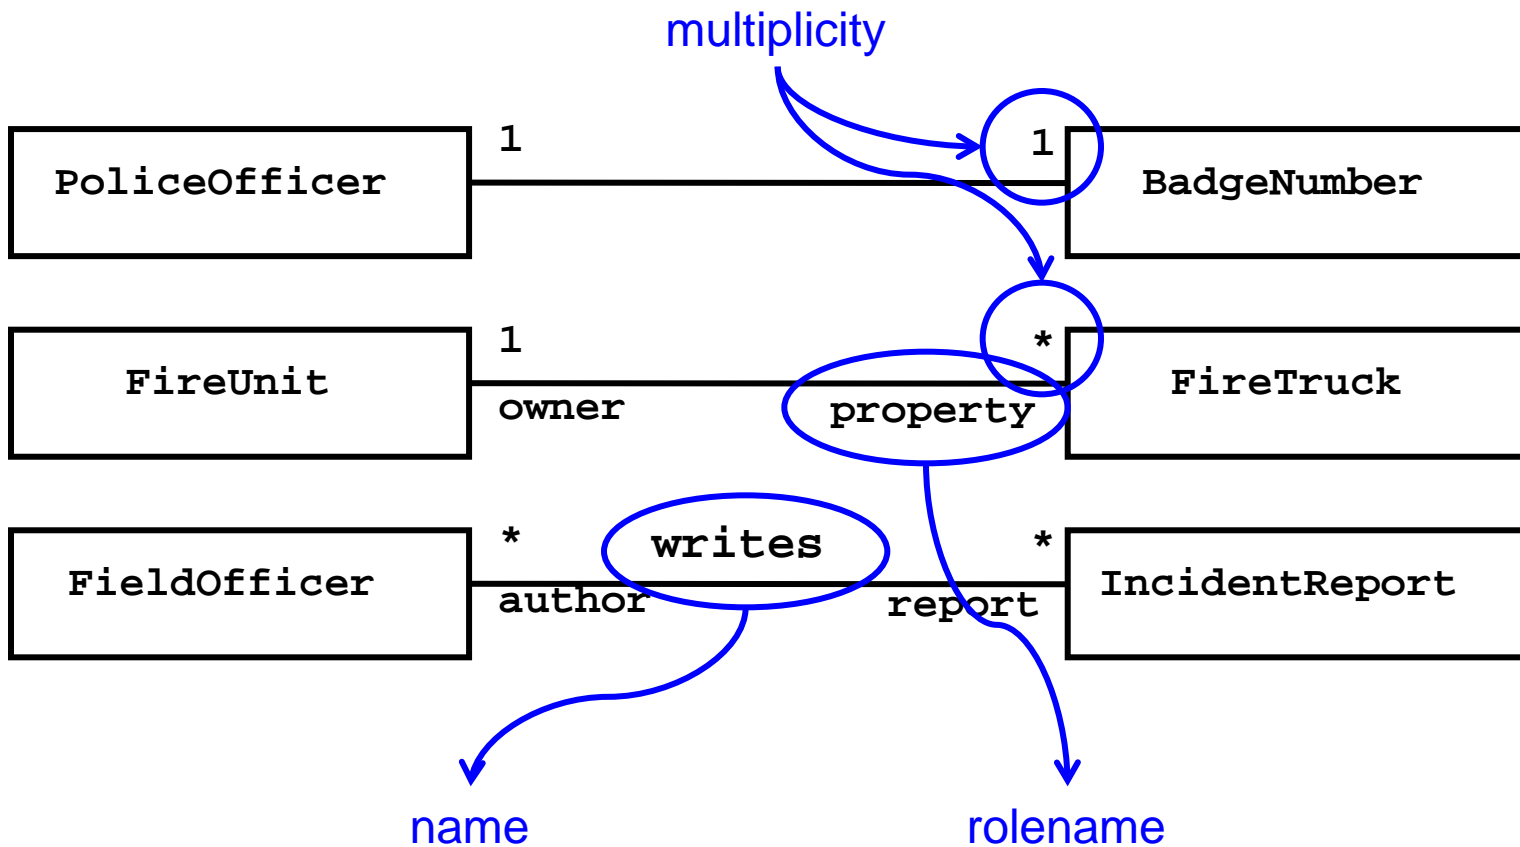 multiplicity
1 1
PoliceOfficer BadgeNumber
1 *
FireUnit FireTruck
owner property
* writes *
FieldOfficer IncidentReport
author report
name rolename